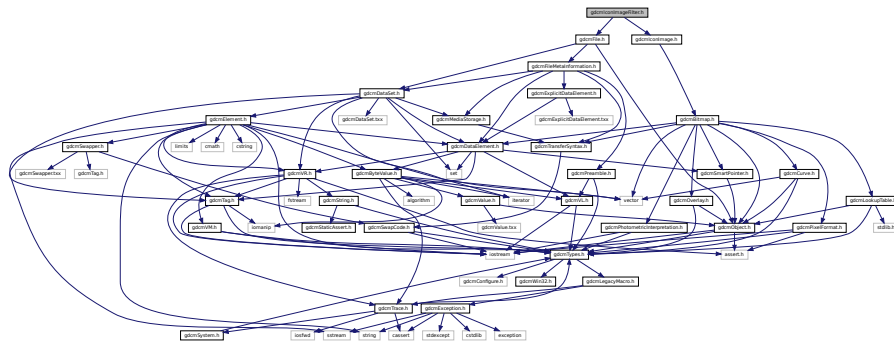 gdcmIconImageFilter.h
gdcmFile.h
gdcmIconImage.h
gdcmFileMetaInformation.h
gdcmDataSet.h
gdcmExplicitDataElement.h
gdcmElement.h
gdcmDataSet.txx
gdcmMediaStorage.h
gdcmExplicitDataElement.txx
gdcmBitmap.h
gdcmSwapper.h
limits
cmath
cstring
gdcmDataElement.h
gdcmTransferSyntax.h
gdcmSwapper.txx
gdcmTag.h
gdcmVR.h
gdcmByteValue.h
set
gdcmPreamble.h
gdcmSmartPointer.h
gdcmCurve.h
gdcmTag.h
fstream
gdcmString.h
algorithm
gdcmValue.h
iterator
gdcmVL.h
vector
gdcmOverlay.h
gdcmLookupTable.h
gdcmVM.h
iomanip
gdcmStaticAssert.h
gdcmSwapCode.h
gdcmValue.txx
gdcmPhotometricInterpretation.h
gdcmObject.h
gdcmPixelFormat.h
stdlib.h
iostream
gdcmTypes.h
assert.h
gdcmConfigure.h
gdcmWin32.h
gdcmLegacyMacro.h
gdcmTrace.h
gdcmException.h
gdcmSystem.h
iosfwd
sstream
string
cassert
stdexcept
cstdlib
exception